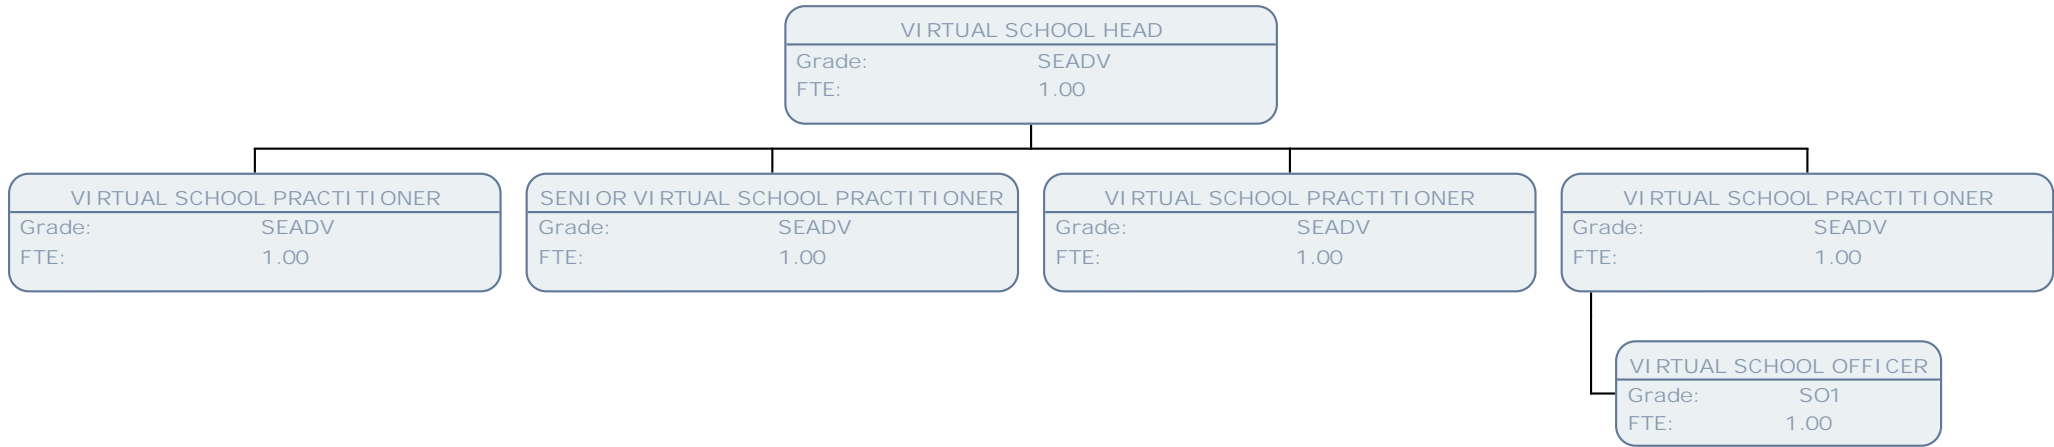 VIRTUAL SCHOOL HEAD
Grade: SEADV
FTE: 1.00
VIRTUAL SCHOOL PRACTITIONER
Grade: SEADV
FTE: 1.00
SENIOR VIRTUAL SCHOOL PRACTITIONER
Grade: SEADV
FTE: 1.00
VIRTUAL SCHOOL PRACTITIONER
Grade: SEADV
FTE: 1.00
VIRTUAL SCHOOL PRACTITIONER
Grade: SEADV
FTE: 1.00
VIRTUAL SCHOOL OFFICER
Grade: SO1
FTE: 1.00